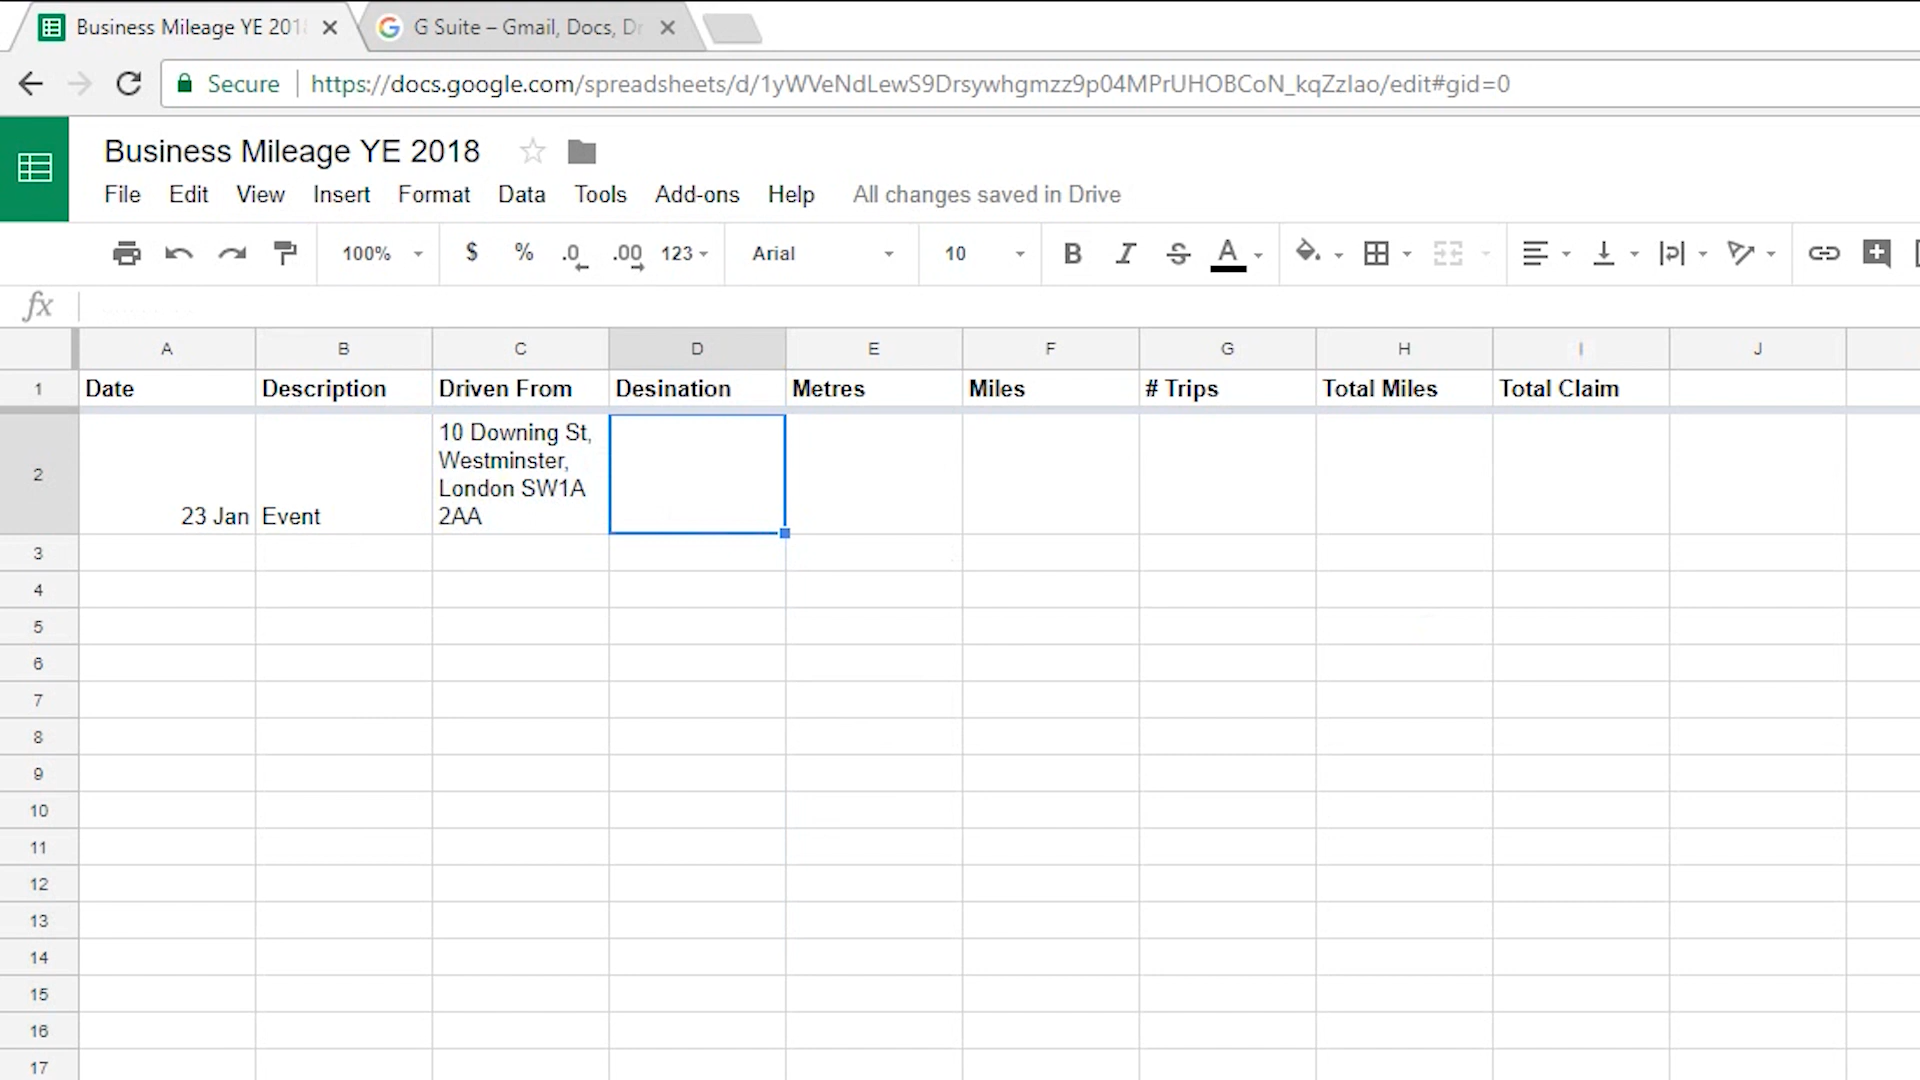 Business Mileage YE 201
G Suite – Gmail, Docs, Dr
Secure https://docs.google.com/spreadsheets/d/1yWVeNdLewS9Drsywhgmzz9p04MPrUHOBCoN_kqZzIao/edit#gid=0
Business Mileage YE 2018
File Edit View Insert Format Data Tools Add-ons Help All changes saved in Drive
100% $ % .0 .00 123 Arial 10 B I S A
fx
A B C D E F G H I J
1 Date Description Driven From Desination Metres Miles # Trips Total Miles Total Claim
10 Downing St,
Westminster,
2
London SW1A
23 Jan Event 2AA
3
4
5
6
7
8
9
10
11
12
13
14
15
16
17